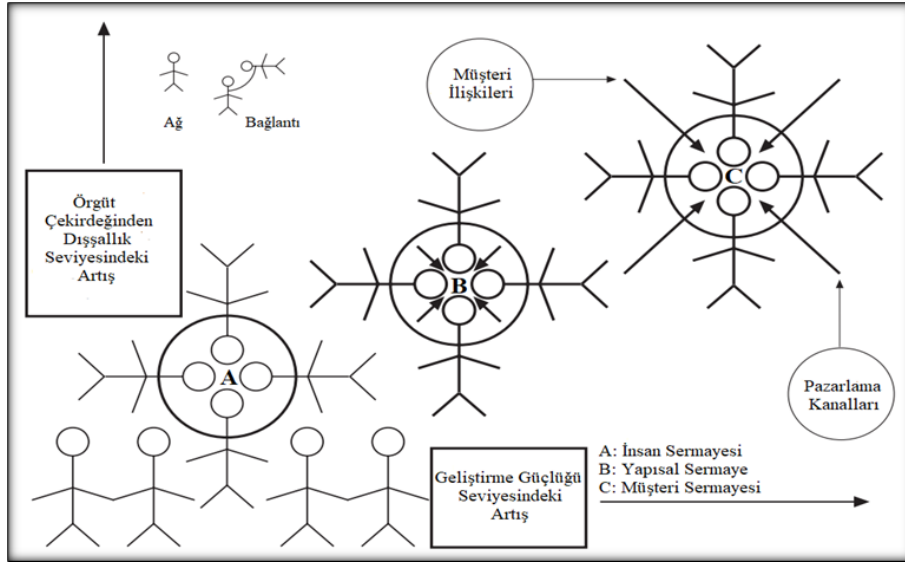 Ağ
Bağlantı
Müşteri
İlişkileri
Örgüt
Çekirdeğinden
Dışşallık
Seviyesindeki
Artış
A
B
C
Pazarlama
Kanalları
Geliştirme Güçlüğü
Seviyesindeki
Artış
A: İnsan Sermayesi
B: Yapısal Sermaye
C: Müşteri Sermayesi